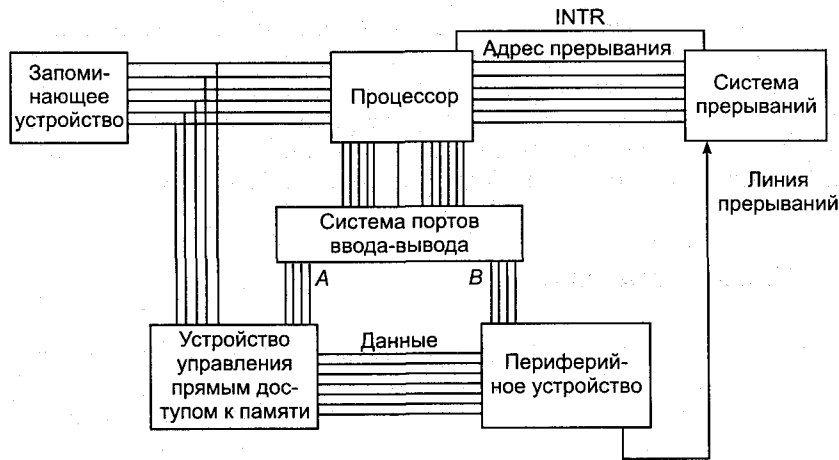 INTR
Адрес прерывания
Запоми-
нающее
устройство
Процессор
Система
прерываний
Линия
прерываний
Система портов
ввода-вывода
A
B
Устройство
управления
прямым дос-
тупом к памяти
Данные
Периферий-
ное устройство